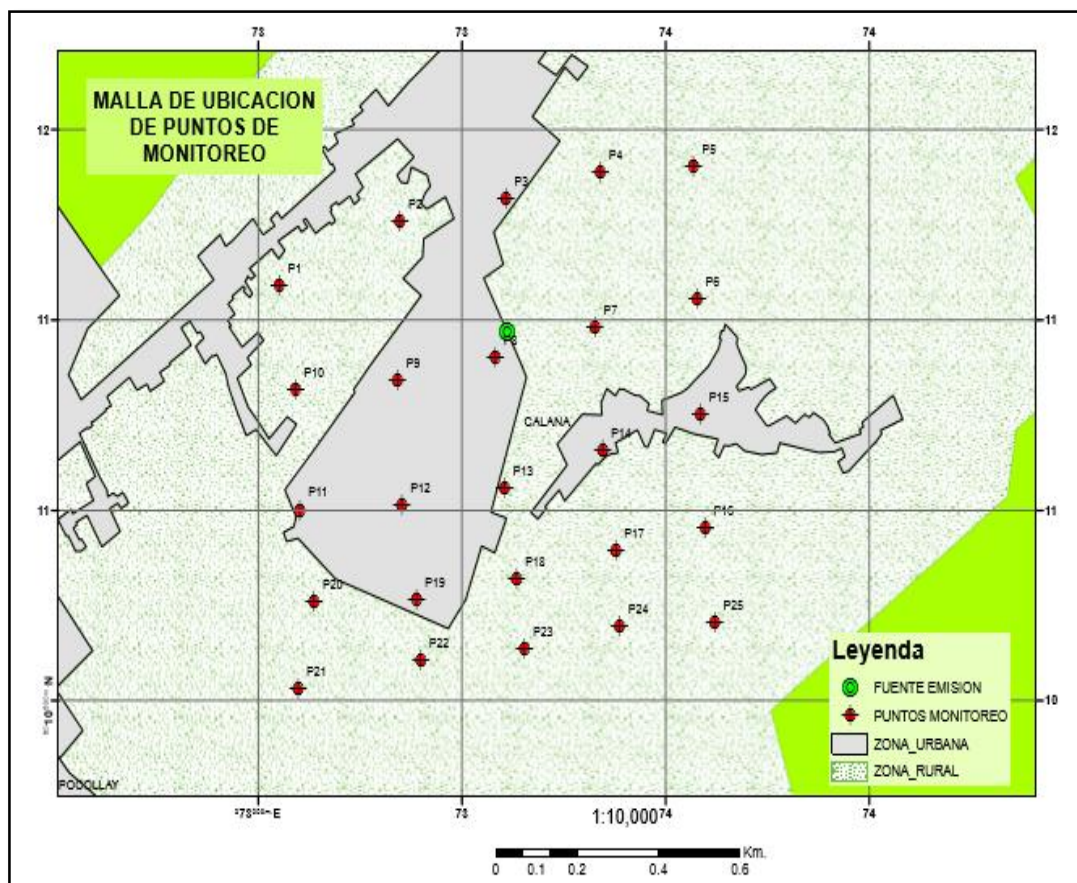 73
73
74
74
MALLA DE UBICACION
DE PUNTOS DE
MONITOREO
12
12
P5
P4
P3
P2
P1
P6
11
11
P7
P9
P10
P15
CALANA
P14
P13
P12
P11
11
11
P16
P17
P18
P20
P19
P24
P25
P23
P22
P21
10
10
Leyenda
FUENTE EMISION
PUNTOS MONITOREO
ZONA_URBANA
ZONA_RURAL
73
1:10,000
74
74
Km.
0
0.1
0.2
0.4
0.6